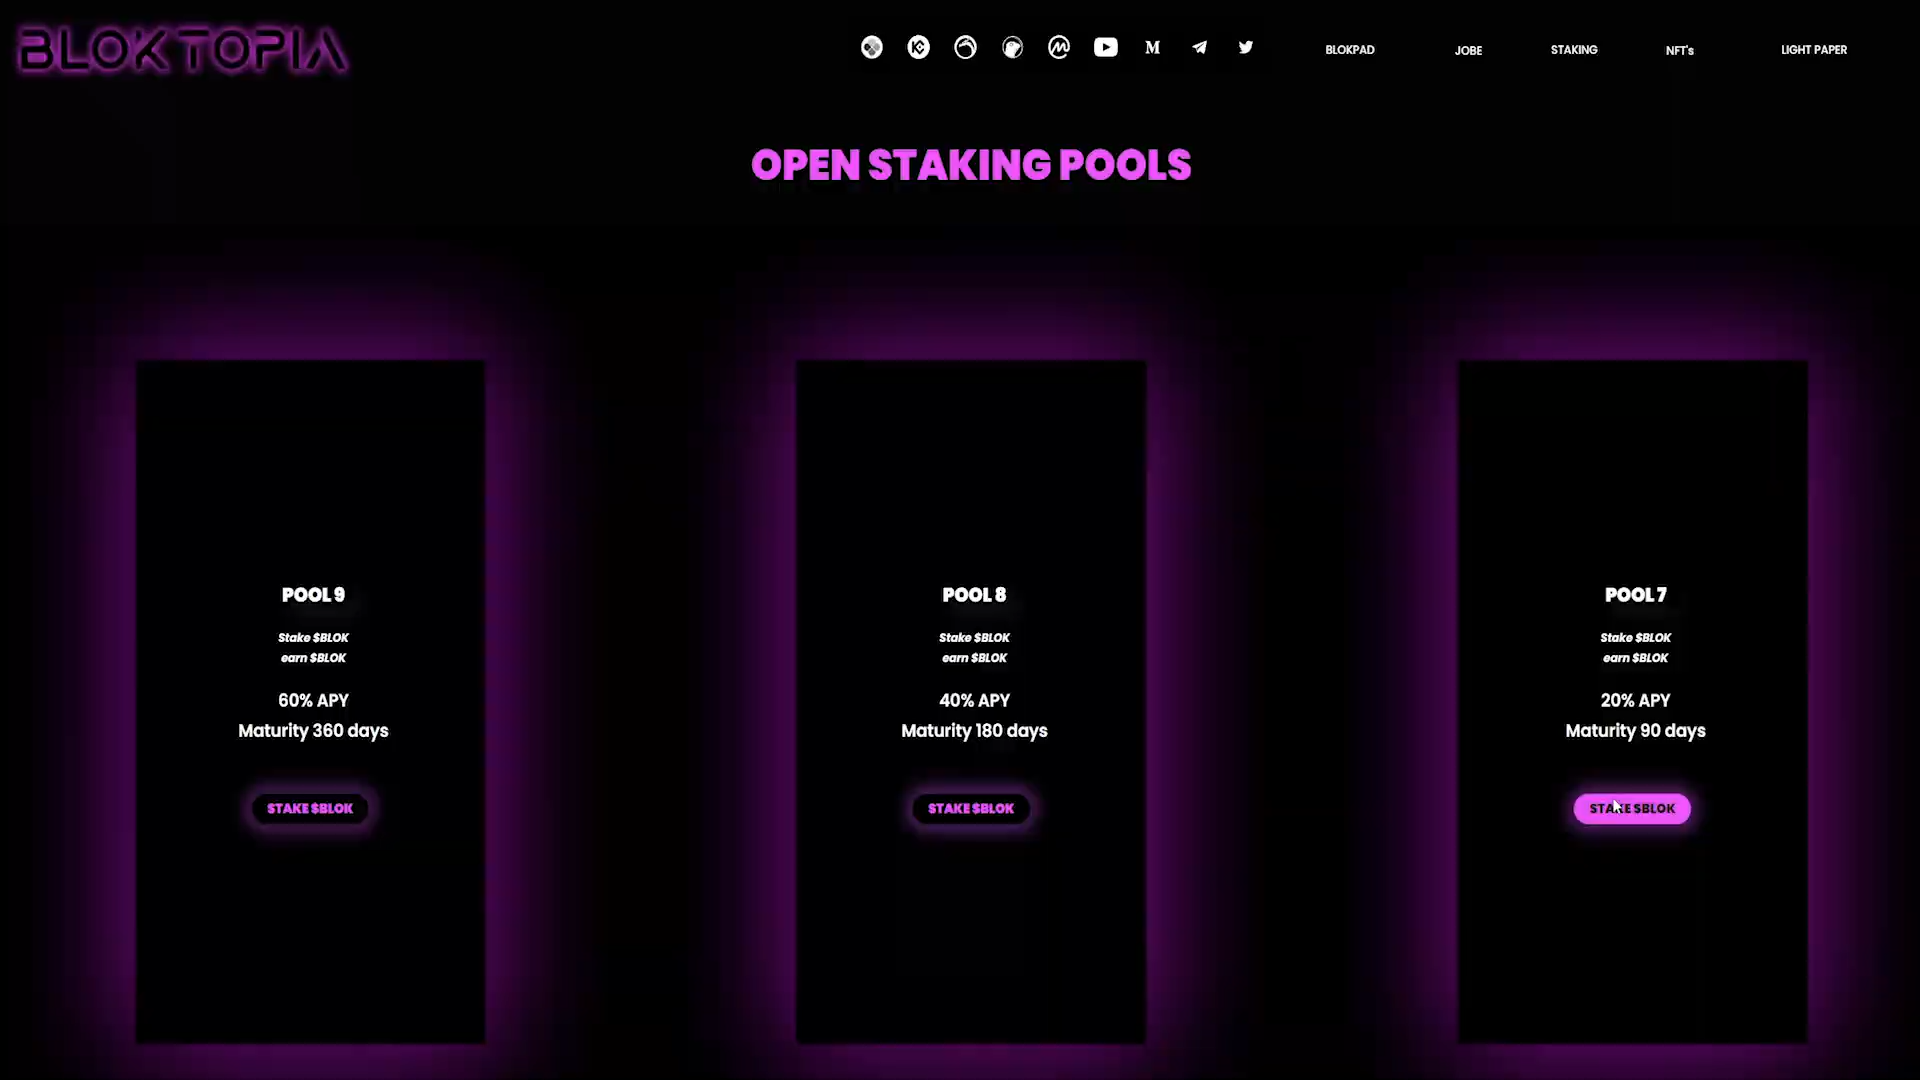 BLOKTOPIA
BLOKPAD
JOBE
STAKING
NFT's
LIGHT PAPER
OPEN STAKING POOLS
POOL 9
Stake $BLOK
earn $BLOK
60% APY
Maturity 360 days
STAKE $BLOK
POOL 8
Stake $BLOK
earn $BLOK
40% APY
Maturity 180 days
STAKE $BLOK
POOL 7
Stake $BLOK
earn $BLOK
20% APY
Maturity 90 days
STAKE $BLOK